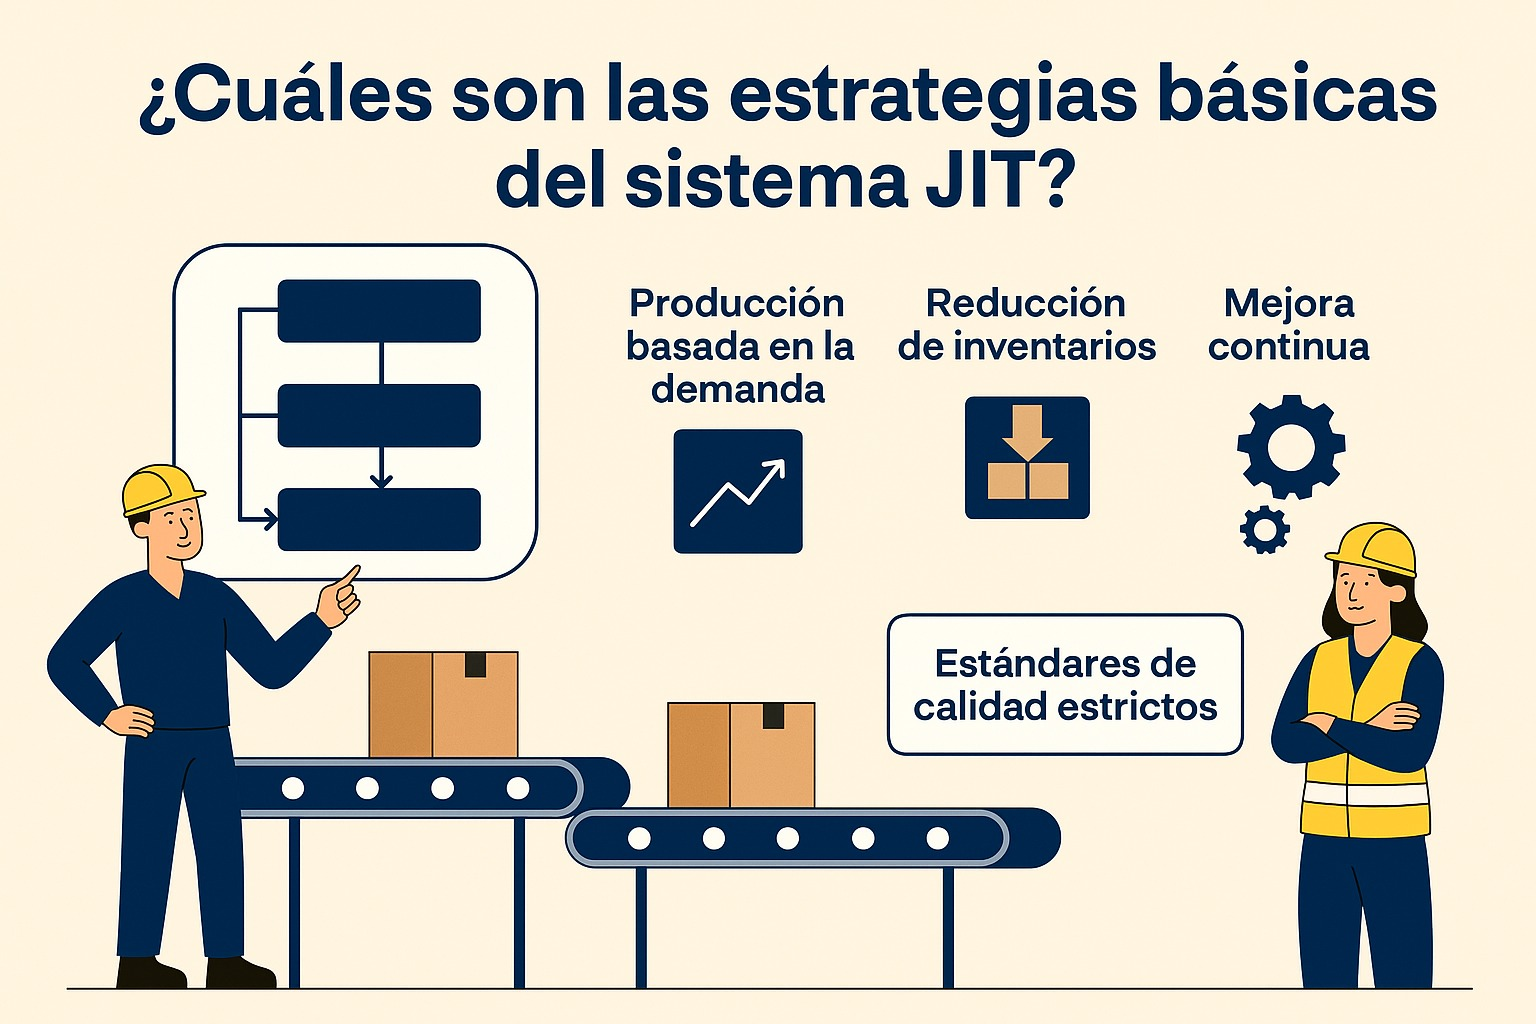 ¿Cuáles son las estrategias básicas
del sistema JIT?
Producción
basada en la
demanda
Reducción
de inventarios
Mejora
continua
Estándares de
calidad estrictos